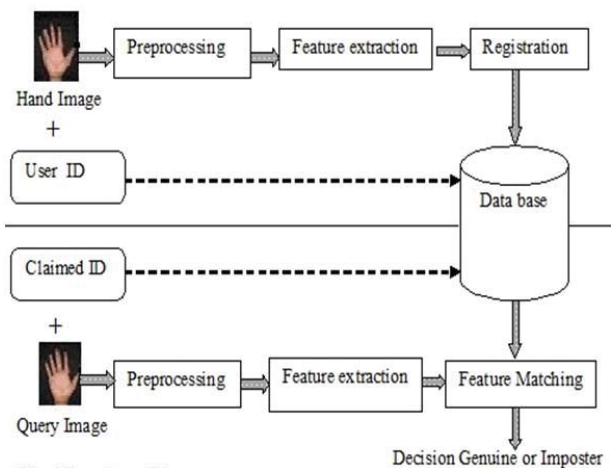 Preprocessing
Feature extraction
Registration
Hand Image
+
User ID
Data base
Claimed ID
+
Preprocessing
Feature extraction
Feature Matching
Query Image
Decision Genuine or Imposter